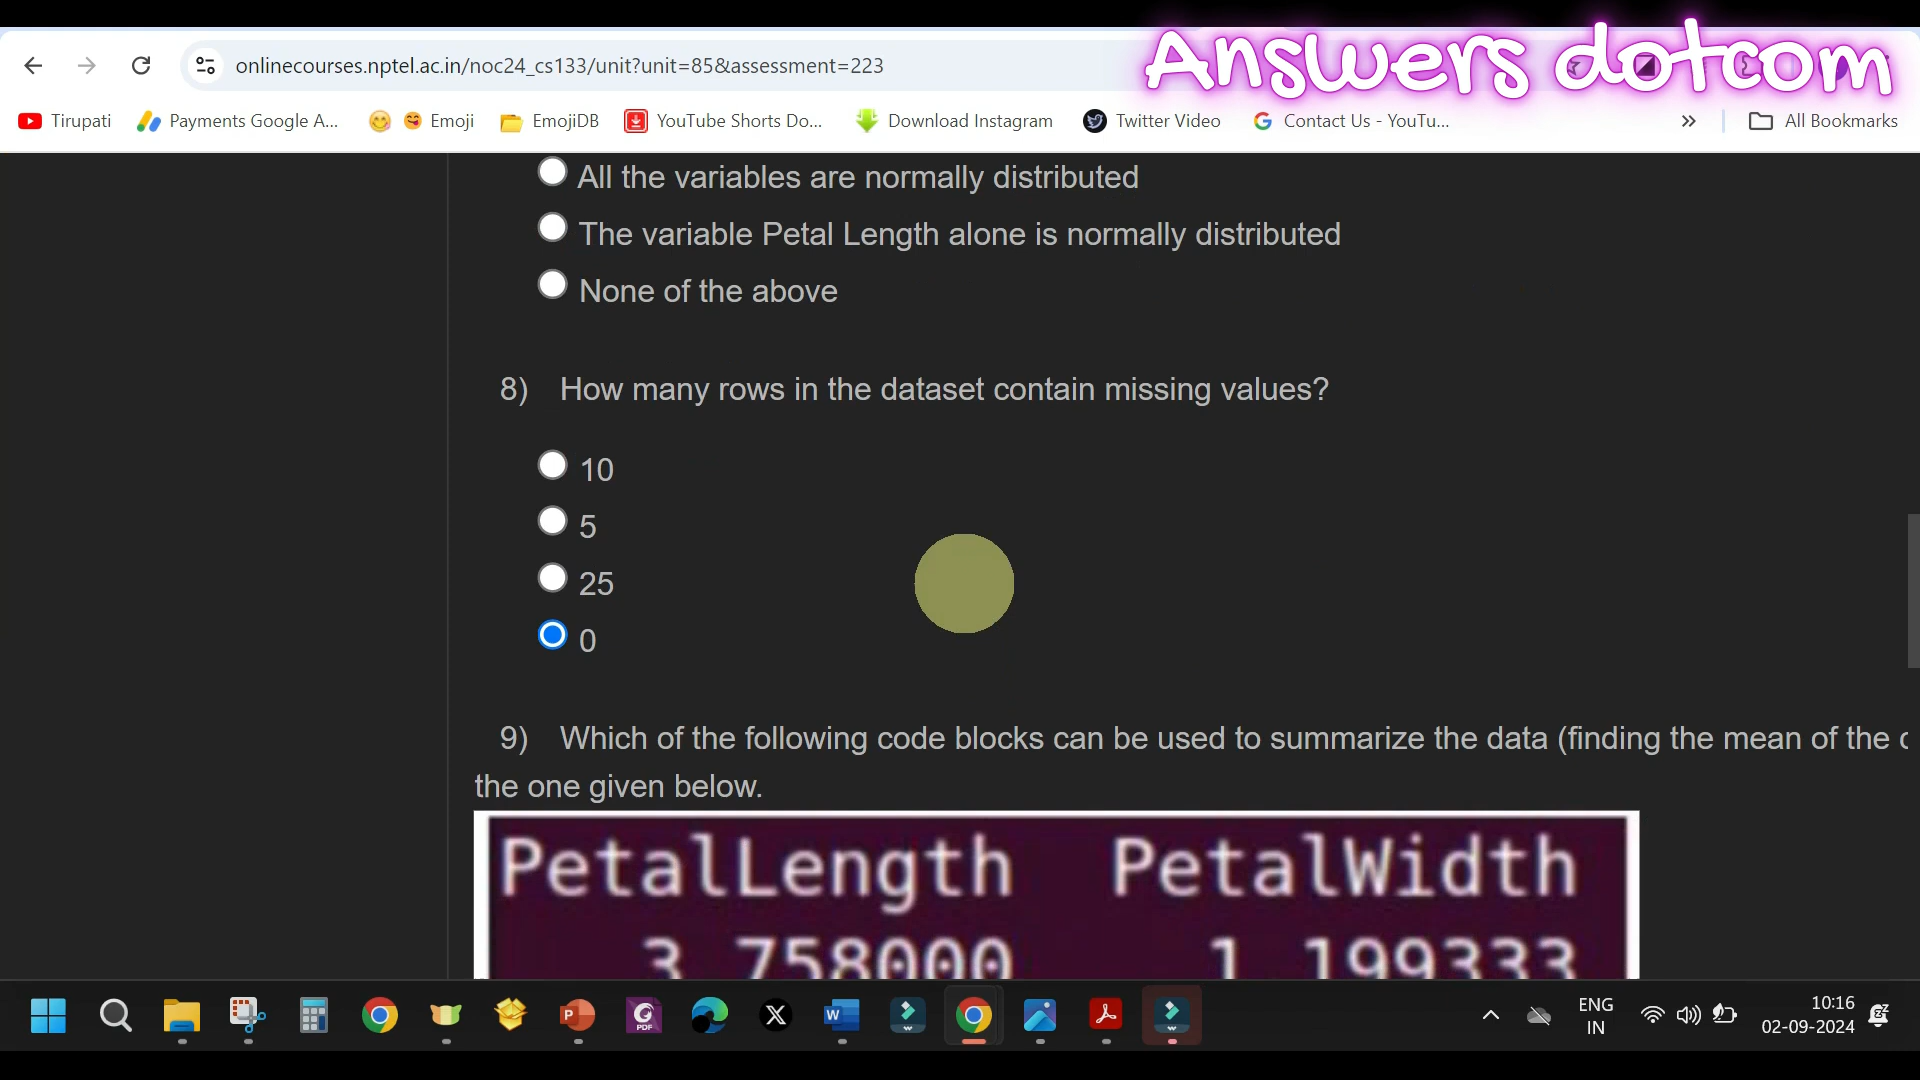 Answers dotcom
onlinecourses.nptel.ac.in/noc24_cs133/unit?unit=85&assessment=223
Tirupati Payments Google A... Emoji EmojiDB YouTube Shorts Do... Download Instagram Twitter Video Contact Us - YouTu... » All Bookmarks
All the variables are normally distributed
The variable Petal Length alone is normally distributed
None of the above
8) How many rows in the dataset contain missing values?
10
5
25
0
9) Which of the following code blocks can be used to summarize the data (finding the mean of the
the one given below.
PetalLength PetalWidth
3.758000 1.199333
ENG
IN
10:16
02-09-2024